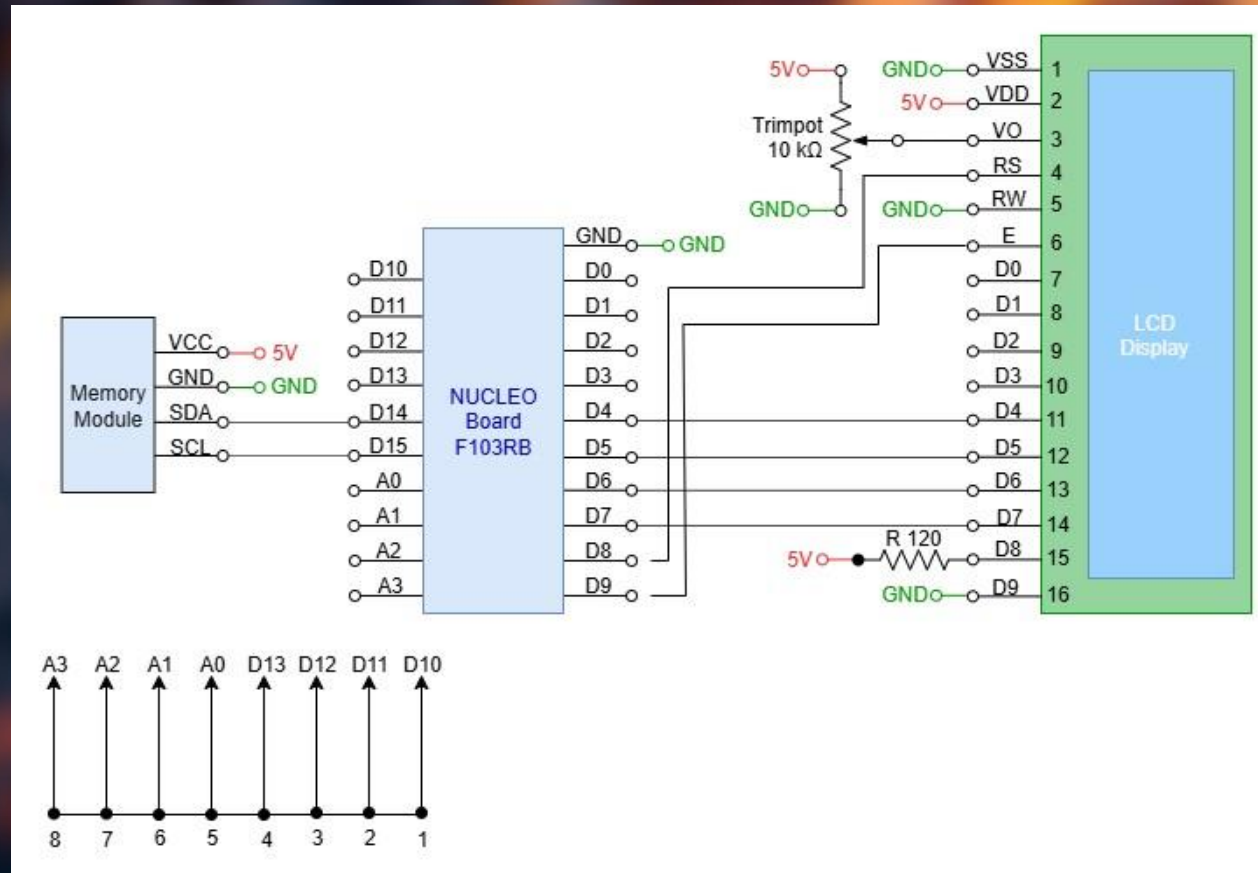 5V
Trimpot
10 kΩ
GND
GND VSS 1
5V VDD 2
VO 3
RS 4
GND RW 5
E 6
D0 7
D1 8
D2 9
D3 10
D4 11
D5 12
D6 13
D7 14
5V R 120 D8 15
GND D9 16
LCD
Display
Memory
Module
VCC 5V
GND GND
SDA
SCL
D10
D11
D12
D13
D14
D15
A0
A1
A2
A3
NUCLEO
Board
F103RB
GND GND
D0
D1
D2
D3
D4
D5
D6
D7
D8
D9
A3 A2 A1 A0 D13 D12 D11 D10
8 7 6 5 4 3 2 1